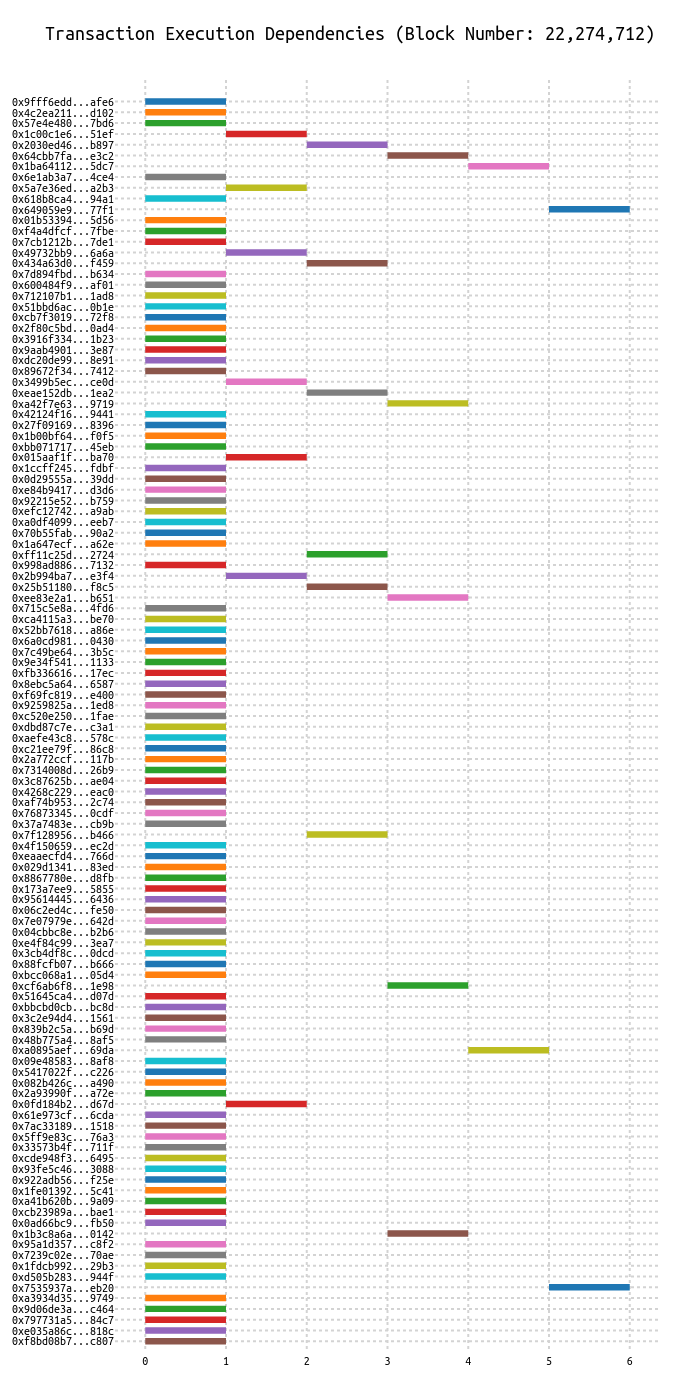 Transaction Execution Dependencies (Block Number: 22,274,712)
0x9fff6edd...afe6
0x4c2ea211...d102
0x57e4e480...7bd6
0x1c00c1e6...51ef
0x2030ed46...b897
0x64cbb7fa...e3c2
0x1ba64112...5dc7
0x6e1ab3a7...4ce4
0x5a7e36ed...a2b3
0x618b8ca4...94a1
0x649059e9...77f1
0x01b53394...5d56
0xf4a4dfcf...7fbe
0x7cb1212b...7de1
0x49732bb9...6a6a
0x434a63d0...f459
0x7d894fbd...b634
0x600484f9...af01
0x712107b1...1ad8
0x51bbd6ac...0b1e
0xcb7f3019...72f8
0x2f80c5bd...0ad4
0x3916f334...1b23
0x9aab4901...3e87
0xdc20de99...8e91
0x89672f34...7412
0x3499b5ec...ce0d
0xeae152db...1ea2
0xa42f7e63...9719
0x42124f16...9441
0x27f09169...8396
0x1b00bf64...f0f5
0xbb071717...45eb
0x015aaf1f...ba70
0x1ccff245...fdbf
0x0d29555a...39dd
0xe84b9417...d3d6
0x92215e52...b759
0xefc12742...a9ab
0xa0df4099...eeb7
0x70b55fab...90a2
0x1a647ecf...a62e
0xff11c25d...2724
0x998ad886...7132
0x2b994ba7...e3f4
0x25b51180...f8c5
0xee83e2a1...b651
0x715c5e8a...4fd6
0xca4115a3...be70
0x52bb7618...a86e
0x6a0cd981...0430
0x7c49be64...3b5c
0x9e34f541...1133
0xfb336616...17ec
0x8ebc5a64...6587
0xf69fc819...e400
0x9259825a...1ed8
0xc520e250...1fae
0xdbd87c7e...c3a1
0xaefe43c8...578c
0xc21ee79f...86c8
0x2a772ccf...117b
0x7314008d...26b9
0x3c87625b...ae04
0x4268c229...eac0
0xaf74b953...2c74
0x76873345...0cdf
0x37a7483e...cb9b
0x7f128956...b466
0x4f150659...ec2d
0xeaaecfd4...766d
0x029d1341...83ed
0x8867780e...d8fb
0x173a7ee9...5855
0x95614445...6436
0x06c2ed4c...fe50
0x7e07979e...642d
0x04cbbc8e...b2b6
0xe4f84c99...3ea7
0x3cb4df8c...0dcd
0x88fcfb07...b666
0xbcc068a1...05d4
0xcf6ab6f8...1e98
0x51645ca4...d07d
0xbbcbd0cb...bc8d
0x3c2e94d4...1561
0x839b2c5a...b69d
0x48b775a4...8af5
0xa0895aef...69da
0x09e48583...8af8
0x5417022f...c226
0x082b426c...a490
0x2a93990f...a72e
0x0fd184b2...d67d
0x61e973cf...6cda
0x7ac33189...1518
0x5ff9e83c...76a3
0x33573b4f...711f
0xcde948f3...6495
0x93fe5c46...3088
0x922adb56...f25e
0x1fe01392...5c41
0xa41b620b...9a09
0xcb23989a...bae1
0x0ad66bc9...fb50
0x1b3c8a6a...0142
0x95a1d357...c8f2
0x7239c02e...70ae
0x1fdcb992...29b3
0xd505b283...944f
0x7535937a...eb20
0xa3934d35...9749
0x9d06de3a...c464
0x797731a5...84c7
0xe035a86c...818c
0xf8bd08b7...c807
0 1 2 3 4 5 6